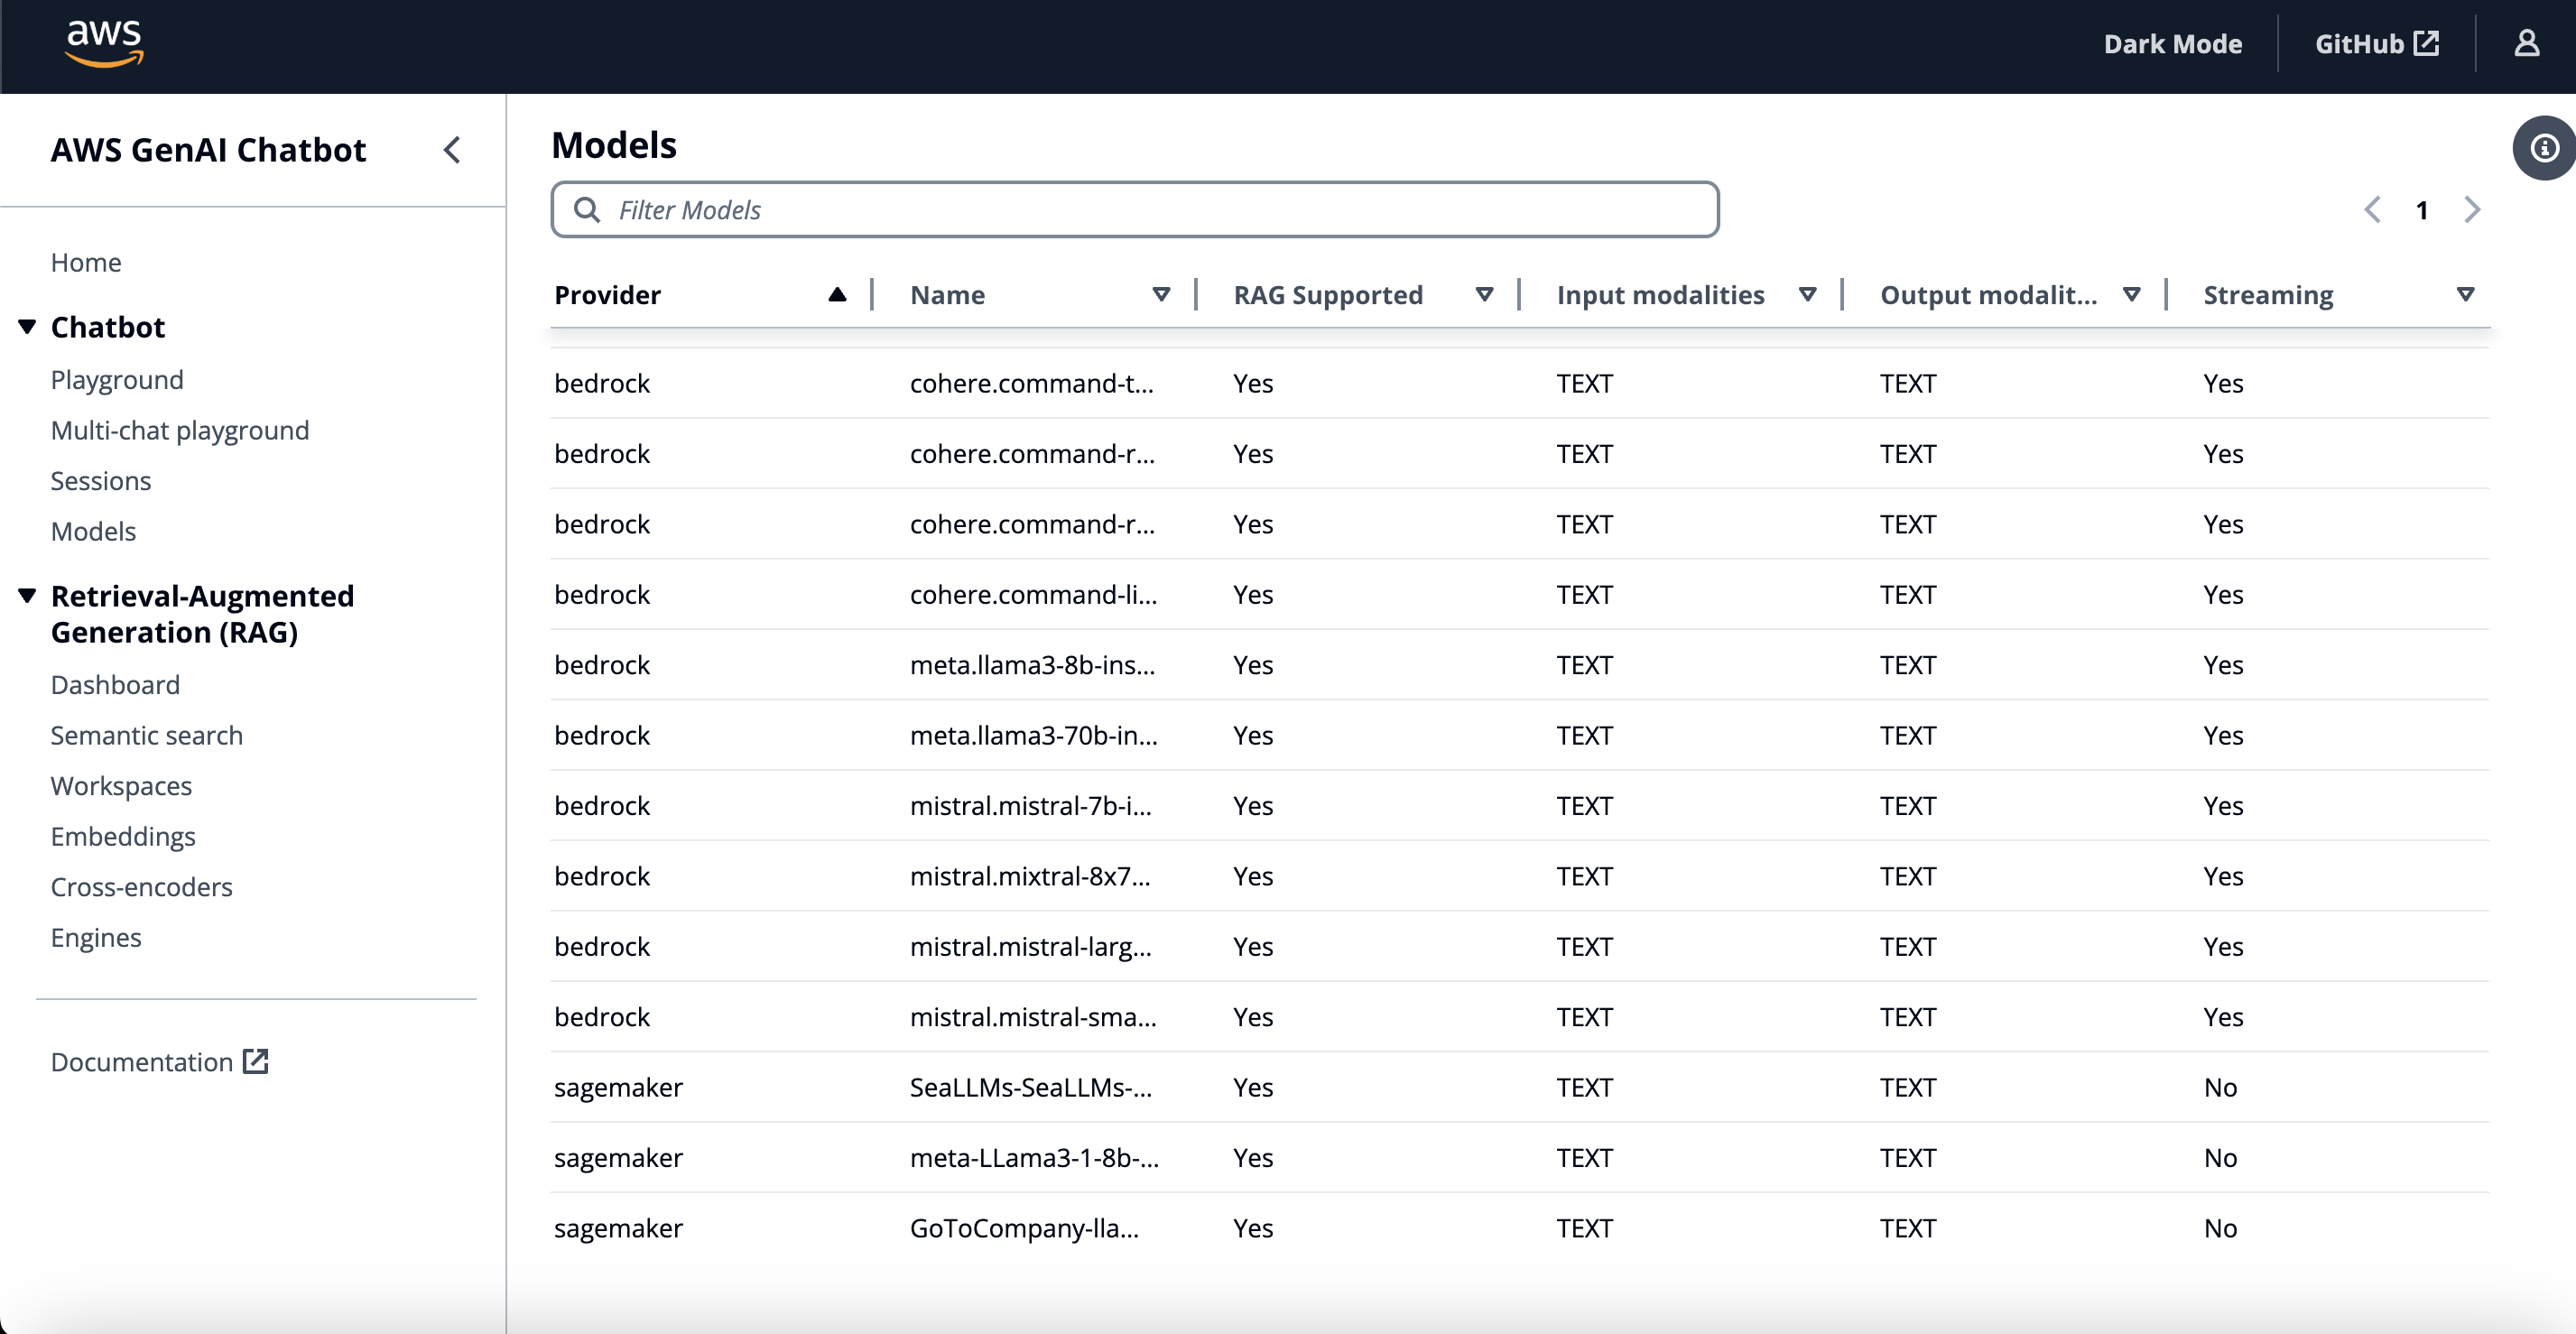 aws
Dark Mode
GitHub
AWS GenAI Chatbot
Home
Chatbot
Playground
Multi-chat playground
Sessions
Models
Retrieval-Augmented
Generation (RAG)
Dashboard
Semantic search
Workspaces
Embeddings
Cross-encoders
Engines
Documentation
Models
Filter Models
1
Provider Name RAG Supported Input modalities Output modalit... Streaming
bedrock cohere.command-t... Yes TEXT TEXT Yes
bedrock cohere.command-r... Yes TEXT TEXT Yes
bedrock cohere.command-r... Yes TEXT TEXT Yes
bedrock cohere.command-li... Yes TEXT TEXT Yes
bedrock meta.llama3-8b-ins... Yes TEXT TEXT Yes
bedrock meta.llama3-70b-in... Yes TEXT TEXT Yes
bedrock mistral.mistral-7b-i... Yes TEXT TEXT Yes
bedrock mistral.mixtral-8x7... Yes TEXT TEXT Yes
bedrock mistral.mistral-larg... Yes TEXT TEXT Yes
bedrock mistral.mistral-sma... Yes TEXT TEXT Yes
sagemaker SeaLLMs-SeaLLMs-... Yes TEXT TEXT No
sagemaker meta-LLama3-1-8b-... Yes TEXT TEXT No
sagemaker GoToCompany-lla... Yes TEXT TEXT No